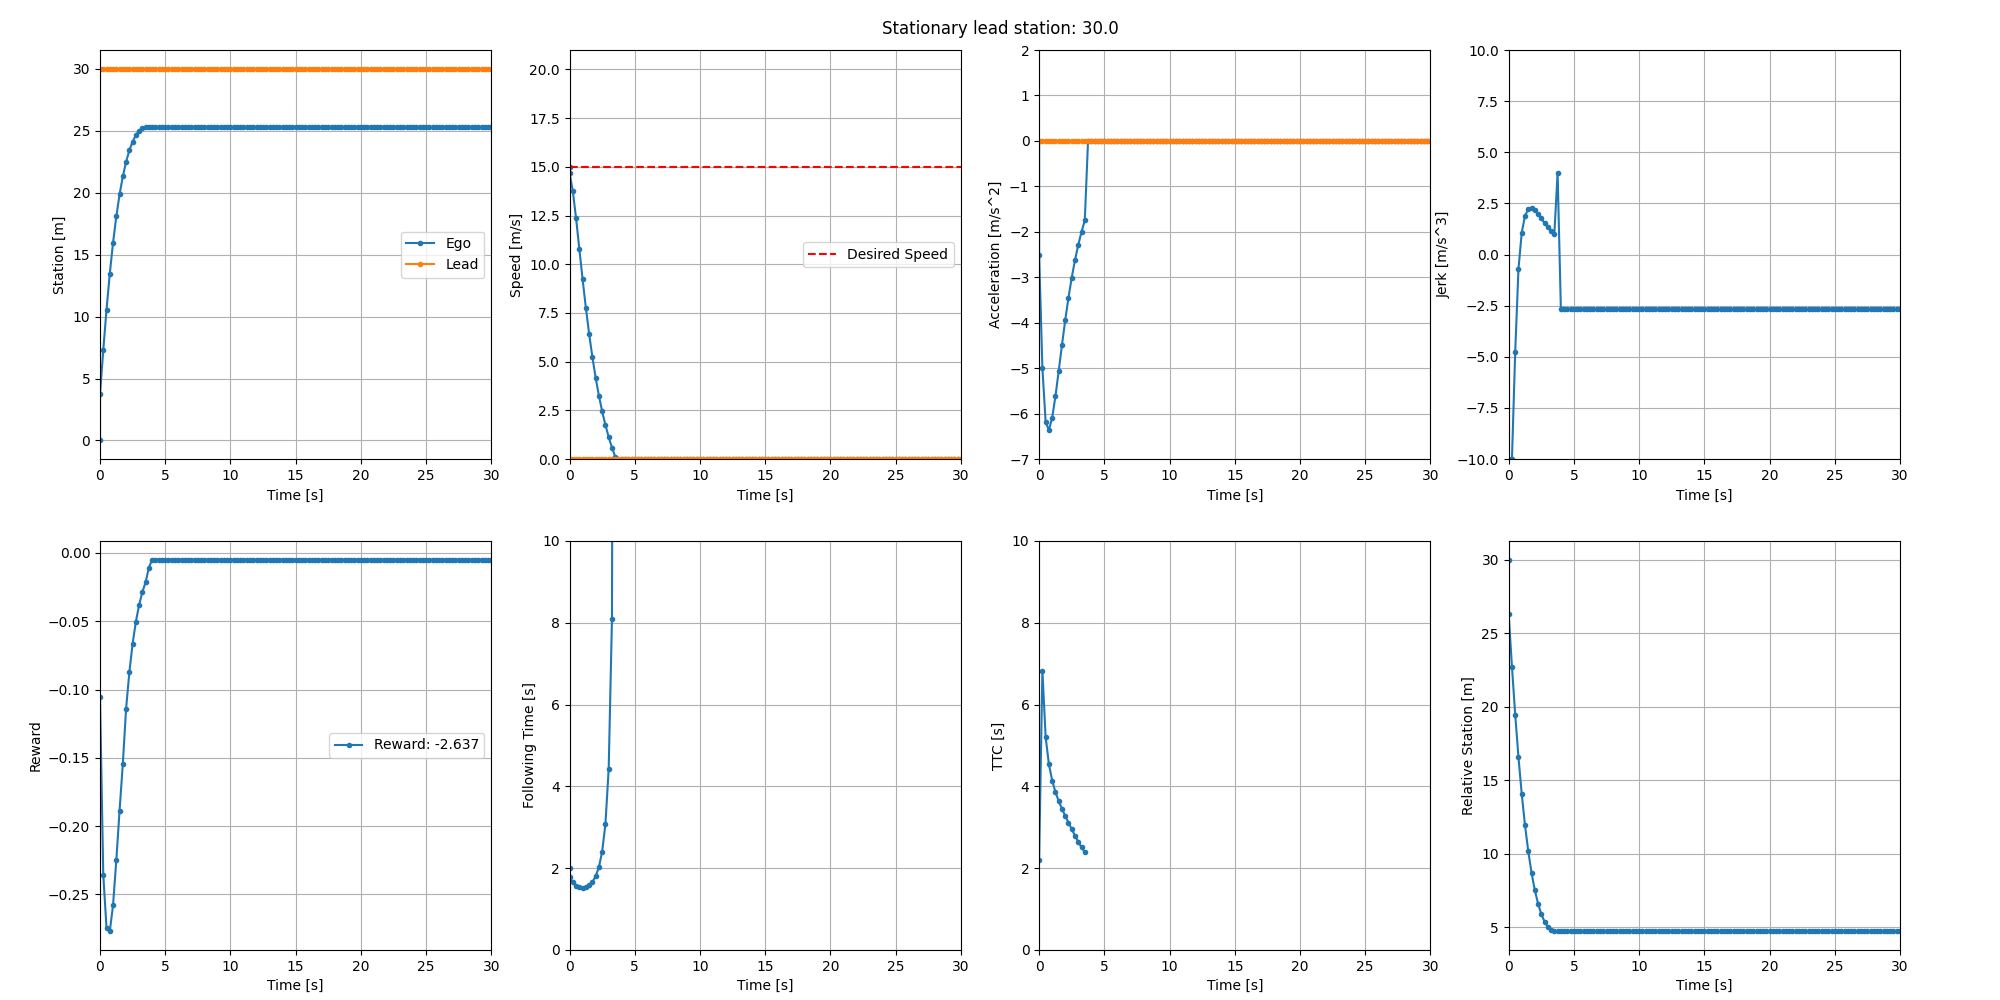 Stationary lead station: 30.0
Station [m]
30
25
20
15
10
5
0
Ego
Lead
0 5 10 15 20 25 30
Time [s]
Speed [m/s]
20.0
17.5
15.0
12.5
10.0
7.5
5.0
2.5
0.0
Desired Speed
0 5 10 15 20 25 30
Time [s]
Acceleration [m/s^2]
2
1
0
−1
−2
−3
−4
−5
−6
−7
0 5 10 15 20 25 30
Time [s]
Jerk [m/s^3]
10.0
7.5
5.0
2.5
0.0
−2.5
−5.0
−7.5
−10.0
0 5 10 15 20 25 30
Time [s]
Reward
0.00
−0.05
−0.10
−0.15
−0.20
−0.25
Reward: -2.637
0 5 10 15 20 25 30
Time [s]
Following Time [s]
10
8
6
4
2
0
0 5 10 15 20 25 30
Time [s]
TTC [s]
10
8
6
4
2
0
0 5 10 15 20 25 30
Time [s]
Relative Station [m]
30
25
20
15
10
5
0 5 10 15 20 25 30
Time [s]